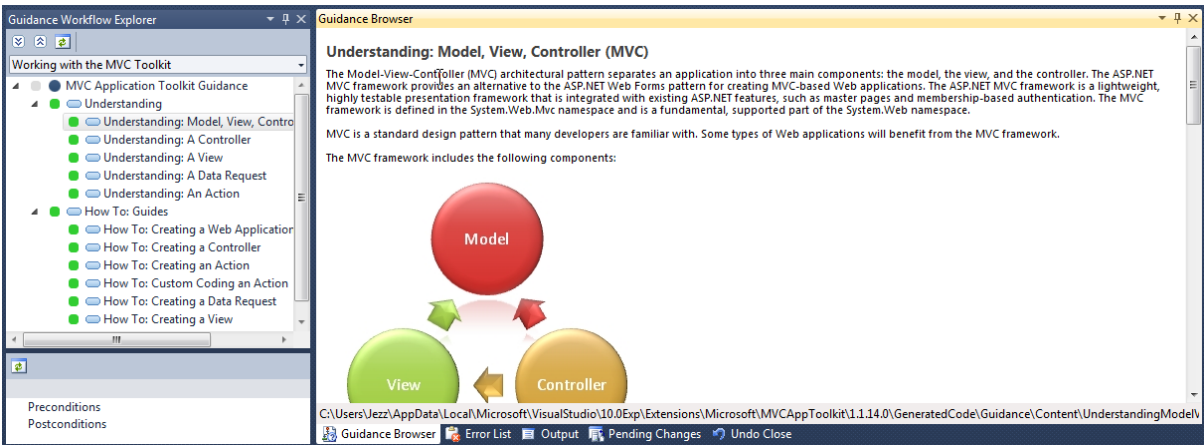 Guidance Workflow Explorer
Working with the MVC Toolkit
MVC Application Toolkit Guidance
Understanding
Understanding: Model, View, Contro
Understanding: A Controller
Understanding: A View
Understanding: A Data Request
Understanding: An Action
How To: Guides
How To: Creating a Web Application
How To: Creating a Controller
How To: Creating an Action
How To: Custom Coding an Action
How To: Creating a Data Request
How To: Creating a View
Preconditions
Postconditions
Guidance Browser
Understanding: Model, View, Controller (MVC)
The Model-View-Controller (MVC) architectural pattern separates an application into three main components: the model, the view, and the controller. The ASP.NET
MVC framework provides an alternative to the ASP.NET Web Forms pattern for creating MVC-based Web applications. The ASP.NET MVC framework is a lightweight,
highly testable presentation framework that is integrated with existing ASP.NET features, such as master pages and membership-based authentication. The MVC
framework is defined in the System.Web.Mvc namespace and is a fundamental, supported part of the System.Web namespace.
MVC is a standard design pattern that many developers are familiar with. Some types of Web applications will benefit from the MVC framework.
The MVC framework includes the following components:
Model
View
Controller
C:\Users\Jezz\AppData\Local\Microsoft\VisualStudio\10.0Exp\Extensions\Microsoft\MVCAppToolkit\1.1.14.0\GeneratedCode\Guidance\Content\UnderstandingModelV
Guidance Browser Error List Output Pending Changes Undo Close